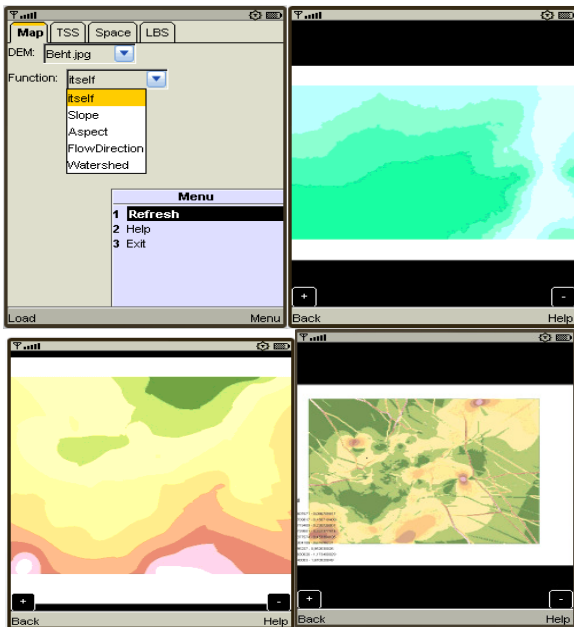 Map TSS Space LBS
DEM: Beht.jpg
Function: itself
itself
Slope
Aspect
FlowDirection
Watershed
Menu
1 Refresh
2 Help
3 Exit
Load Menu
+ -
Back Help
+ -
Back Help
+ -
Back Help